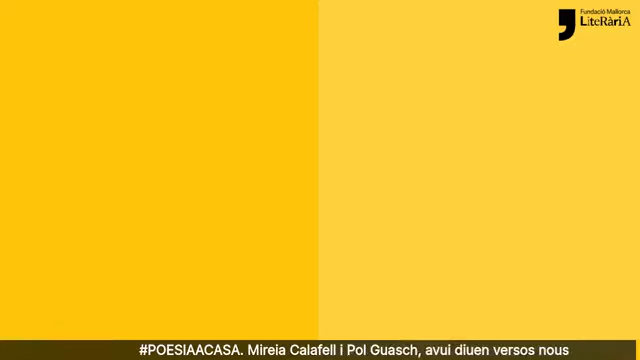 Fundació Mallorca
LiteRàriA
#POESIAACASA. Mireia Calafell i Pol Guasch, avui diuen versos nous